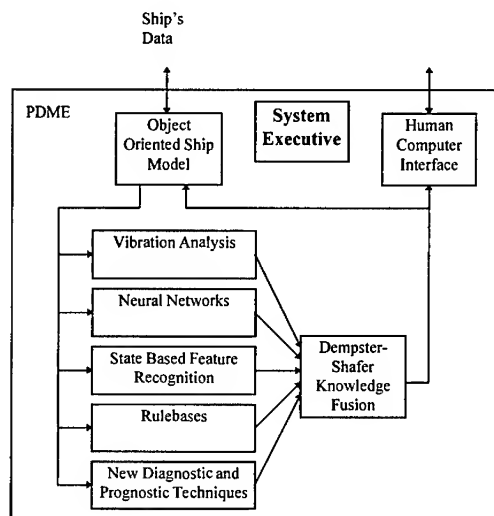 Ship's
Data
PDME
Object
Oriented Ship
Model
System
Executive
Human
Computer
Interface
Vibration Analysis
Neural Networks
State Based Feature
Recognition
Rulebases
New Diagnostic and
Prognostic Techniques
Dempster-
Shafer
Knowledge
Fusion